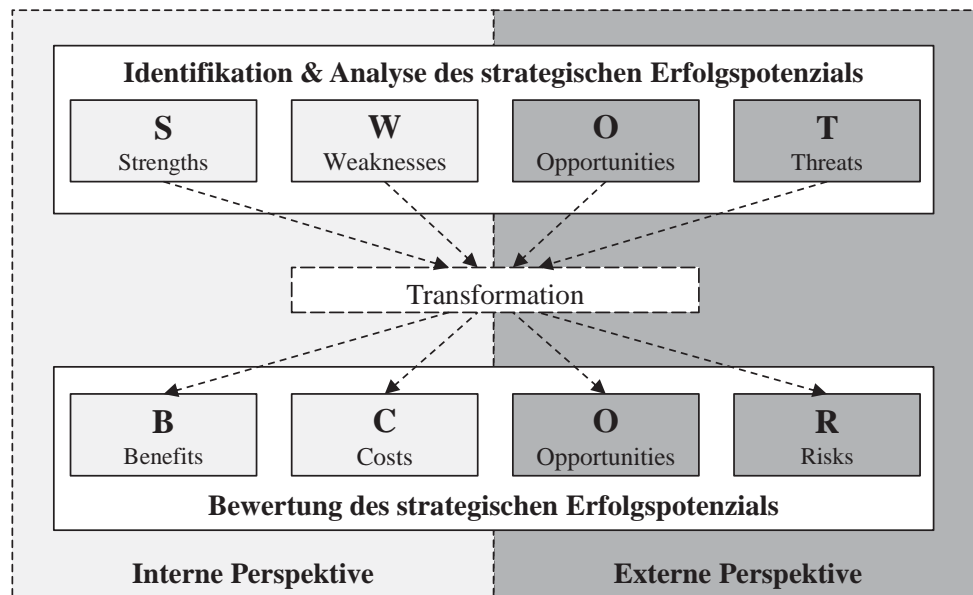 Identifikation & Analyse des strategischen Erfolgspotenzials
S W O T
Strengths Weaknesses Opportunities Threats
Transformation
B C O R
Benefits Costs Opportunities Risks
Bewertung des strategischen Erfolgspotenzials
Interne Perspektive Externe Perspektive